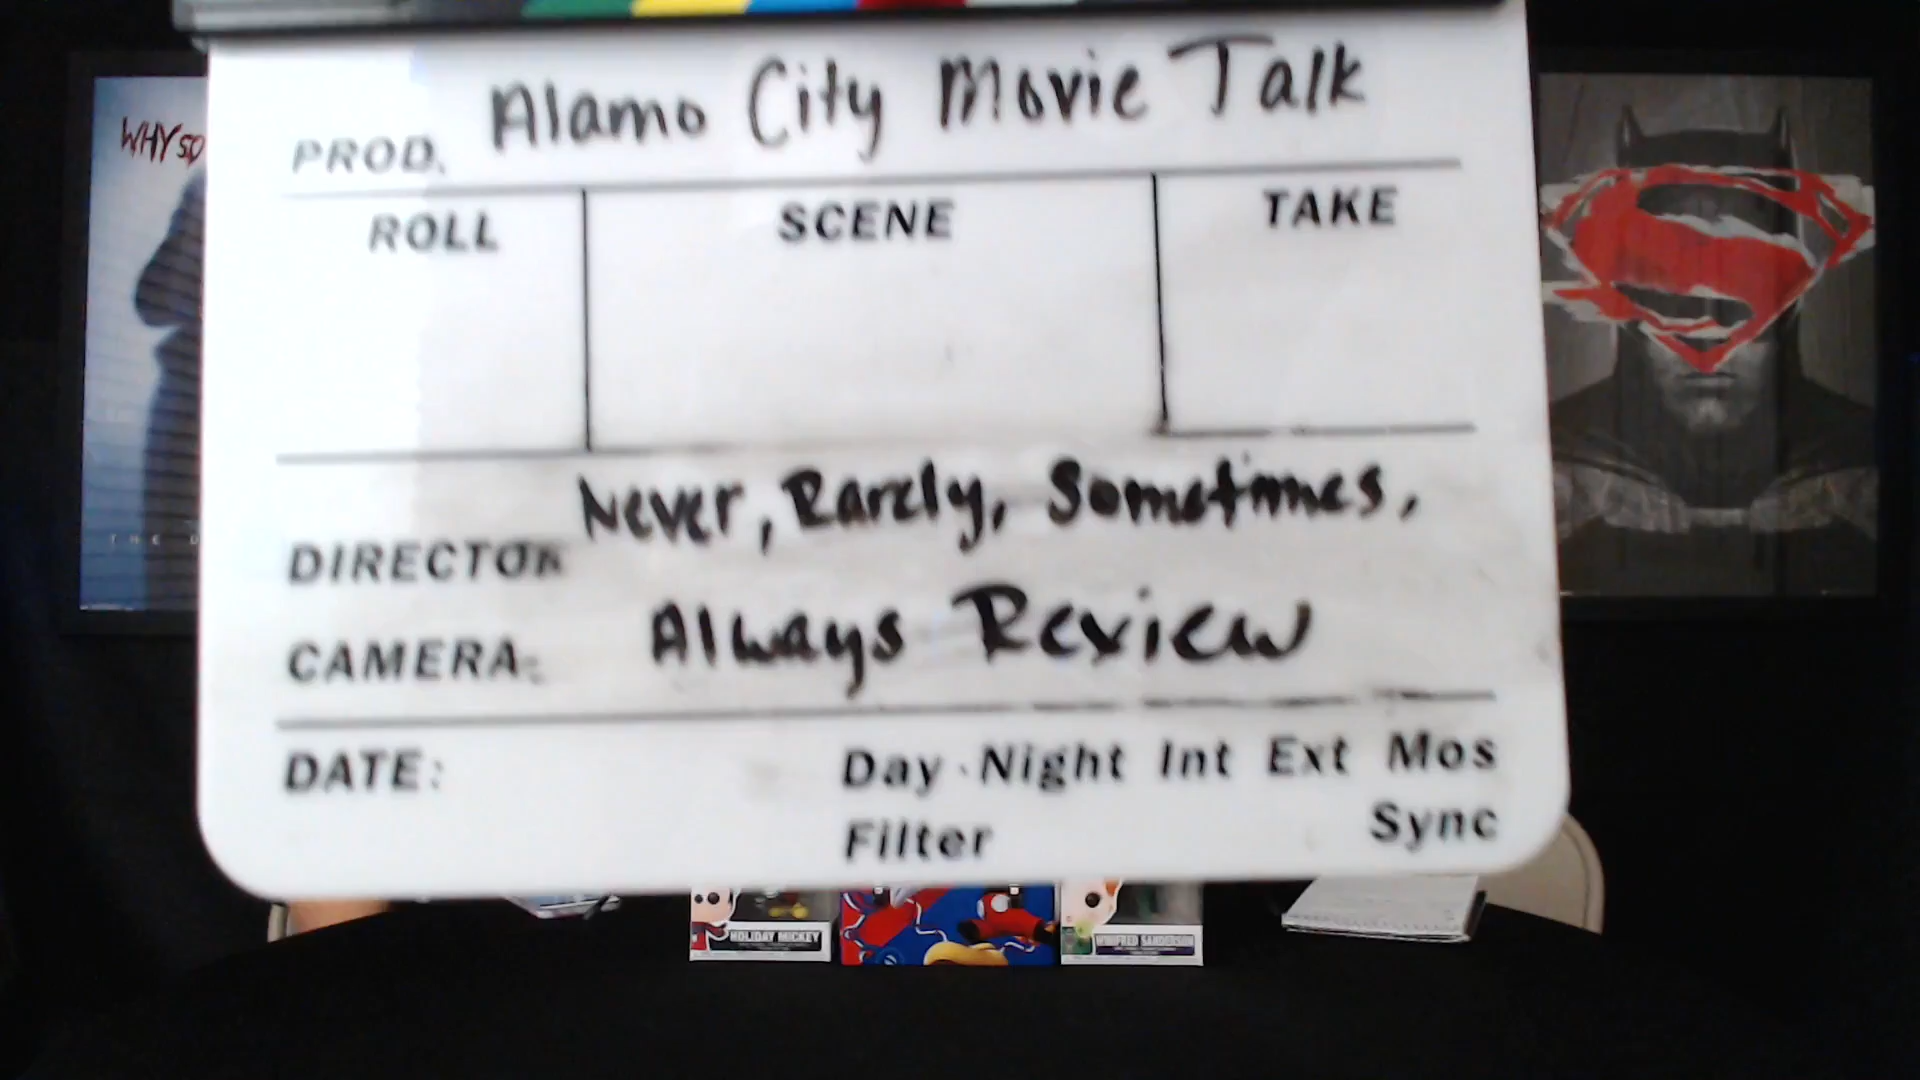 Alamo City Movie Talk
PROD.
WHY SO
ROLL SCENE TAKE
Never, Rarely, Sometimes,
DIRECTOR
Always Review
CAMERA:
THE D
DATE: Day · Night Int Ext Mos
Filter Sync
HOLIDAY MICKEY
WINIFRED SANDERSON